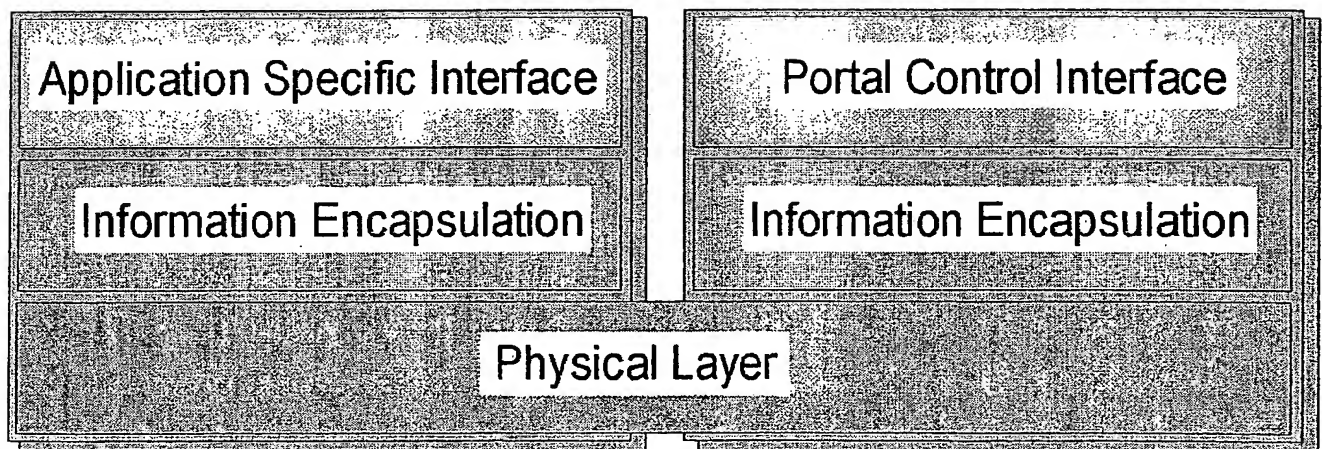 Application Specific Interface
Portal Control Interface
Information Encapsulation
Information Encapsulation
Physical Layer